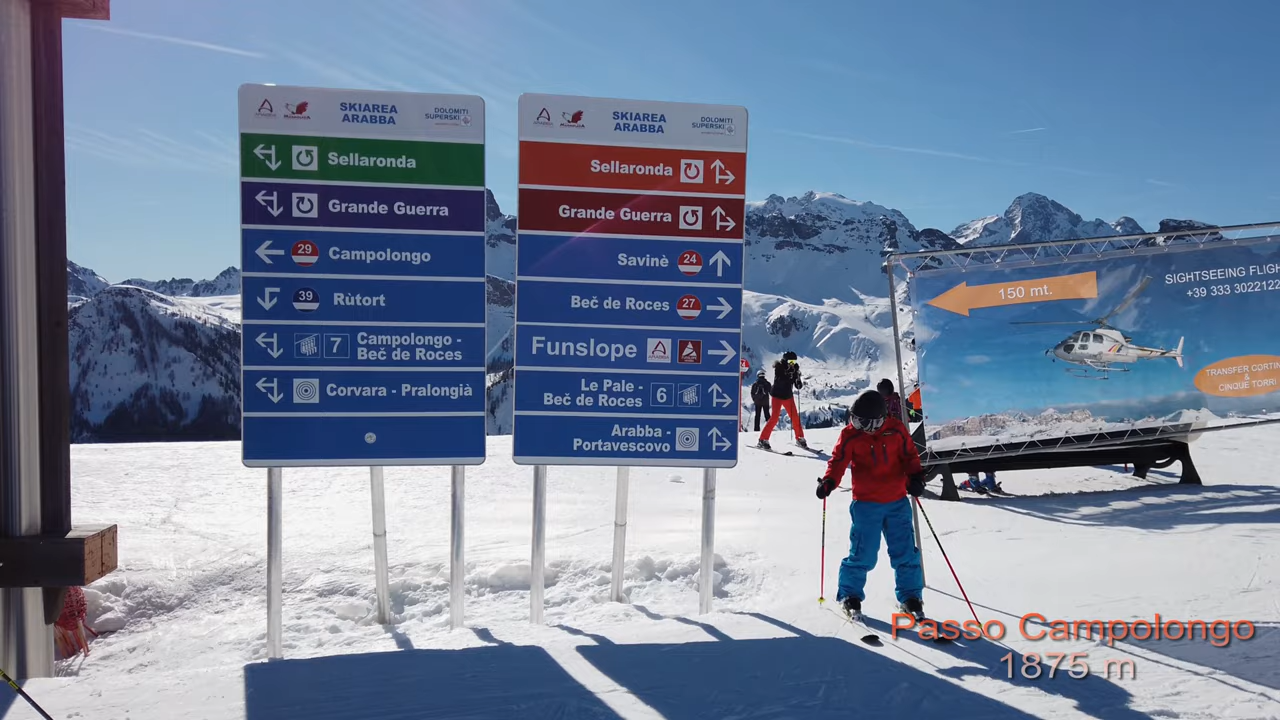 SKIAREA
ARABBA
DOLOMITI
SUPERSKI
Sellaronda
Grande Guerra
29 Campolongo
39 Rùtort
7 Campolongo -
Beč de Roces
Corvara - Pralongià
SKIAREA
ARABBA
DOLOMITI
SUPERSKI
Sellaronda
Grande Guerra
Savinè 24
Beč de Roces 27
Funslope
Le Pale -
Beč de Roces 6
Arabba -
Portavescovo
150 mt.
SIGHTSEEING
+39 333 3022122
TRANSFER
&
CINQUE TORRI
Passo Campolongo
1875 m